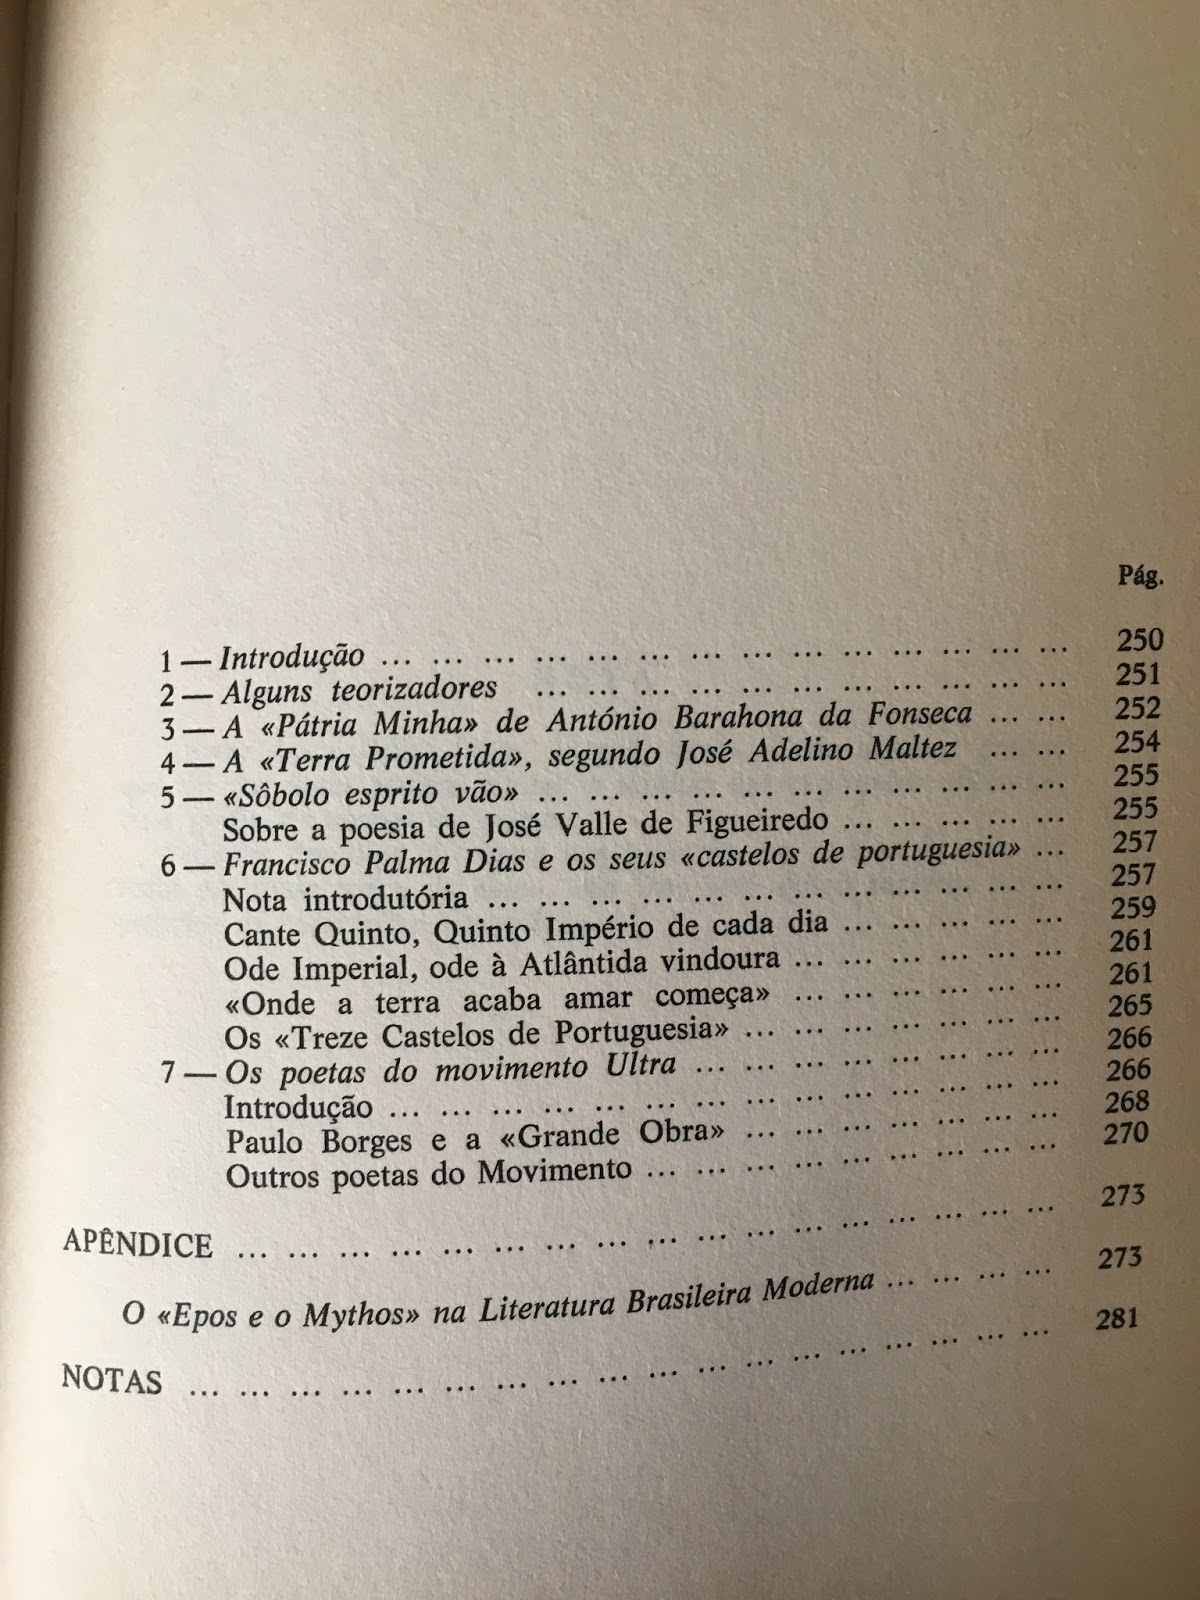 Pág.
1 — Introdução ... ... ... ... ... ... ... ... ... ... ... ... ... ... 250
2 — Alguns teorizadores ... ... ... ... ... ... ... ... ... ... ... 251
3 — A «Pátria Minha» de António Barahona da Fonseca ... ... 252
4 — A «Terra Prometida», segundo José Adelino Maltez ... ... 254
5 — «Sôbolo esprito vão» ... ... ... ... ... ... ... ... ... ... ... 255
Sobre a poesia de José Valle de Figueiredo ... ... ... ... ... 255
6 — Francisco Palma Dias e os seus «castelos de portuguesia» ... 257
Nota introdutória ... ... ... ... ... ... ... ... ... ... ... ... 257
Cante Quinto, Quinto Império de cada dia ... ... ... ... ... 259
Ode Imperial, ode à Atlântida vindoura ... ... ... ... ... ... 261
«Onde a terra acaba amar começa» ... ... ... ... ... ... 261
Os «Treze Castelos de Portuguesia» ... ... ... ... ... ... ... 265
7 — Os poetas do movimento Ultra ... ... ... ... ... ... ... ... 266
Introdução ... ... ... ... ... ... ... ... ... ... ... ... ... ... 266
Paulo Borges e a «Grande Obra» ... ... ... ... ... ... ... 268
Outros poetas do Movimento ... ... ... ... ... ... ... ... ... 270
APÊNDICE ... ... ... ... ... ... ... ... ... ... ... ... ... ... ... ... ... 273
O «Epos e o Mythos» na Literatura Brasileira Moderna ... ... ... ... 273
NOTAS ... ... ... ... ... ... ... ... ... ... ... ... ... ... ... ... ... ... 281